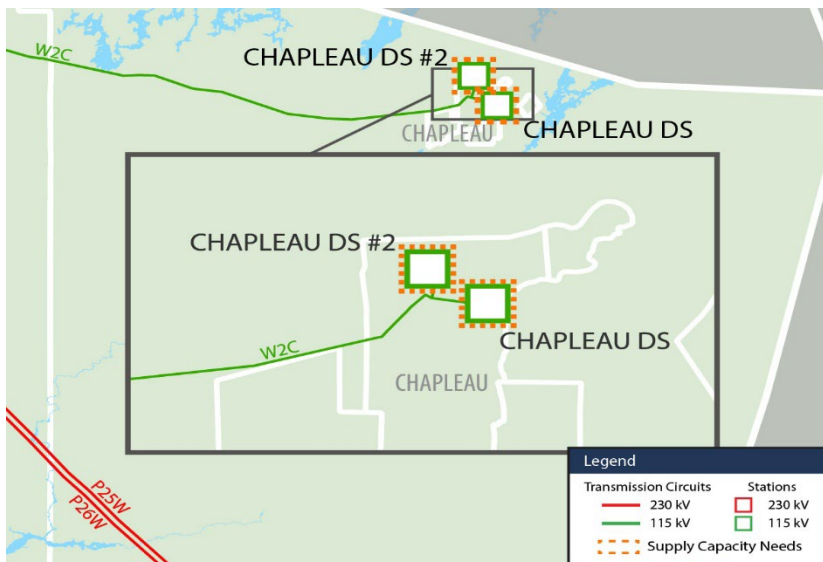 CHAPLEAU DS #2
W2C
CHAPLEAU DS
CHAPLEAU
CHAPLEAU DS #2
CHAPLEAU DS
W2C
CHAPLEAU
P25W
P26W
Legend
Transmission Circuits
230 kV
115 kV
Stations
230 kV
115 kV
Supply Capacity Needs